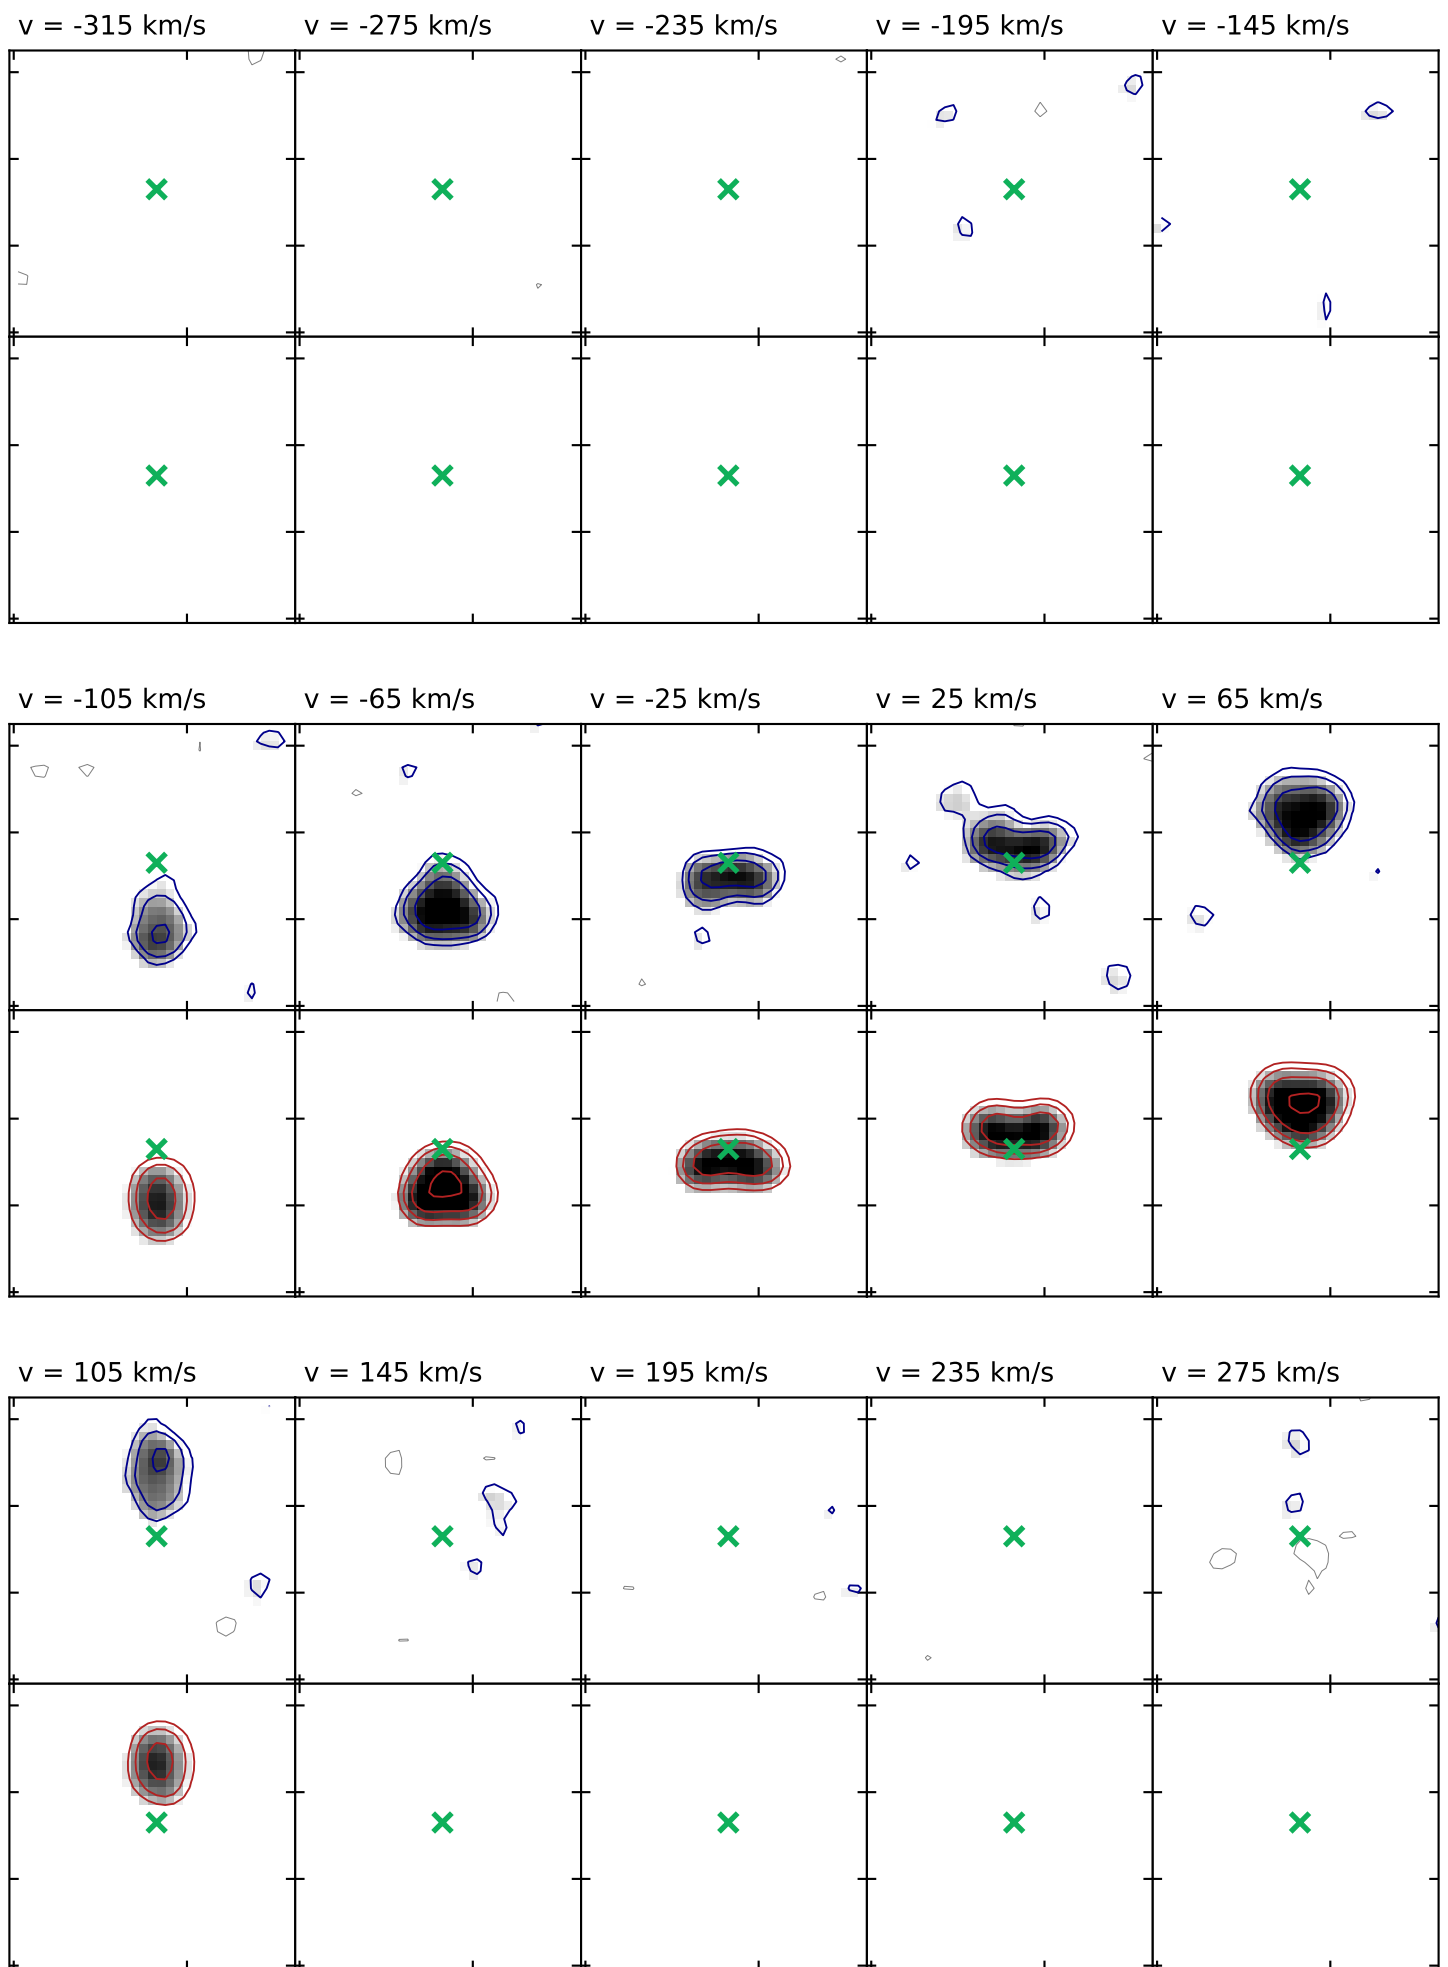 v = -315 km/s
v = -275 km/s
v = -235 km/s
v = -195 km/s
v = -145 km/s
v = -105 km/s
v = -65 km/s
v = -25 km/s
v = 25 km/s
v = 65 km/s
v = 105 km/s
v = 145 km/s
v = 195 km/s
v = 235 km/s
v = 275 km/s